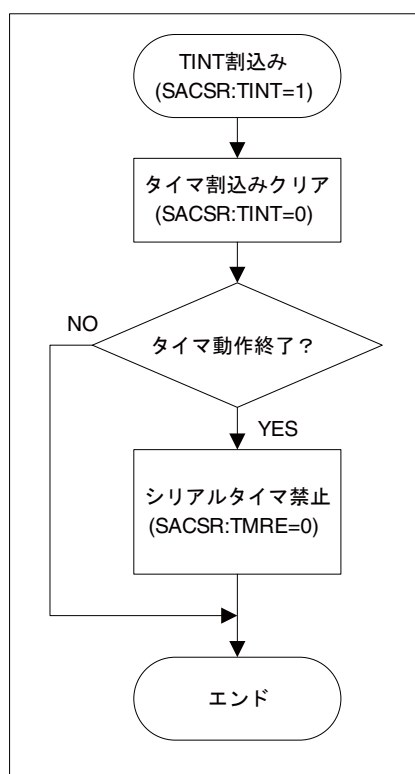 TINT割込み
(SACSR:TINT=1)
タイマ割込みクリア
(SACSR:TINT=0)
タイマ動作終了？
NO
YES
シリアルタイマ禁止
(SACSR:TMRE=0)
エンド